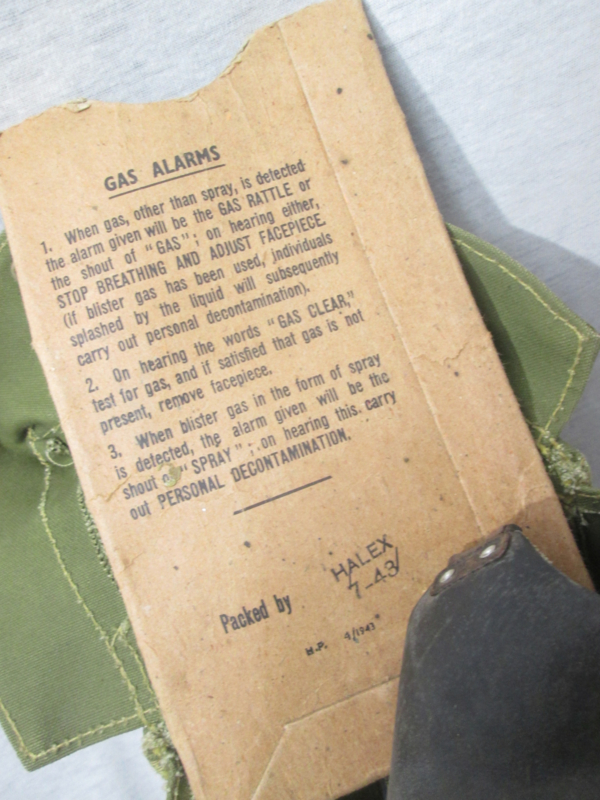 GAS ALARMS
1. When gas, other than spray, is detected
the alarm given will be the GAS RATTLE or
the shout of "GAS"; on hearing either,
STOP BREATHING AND ADJUST FACEPIECE.
(if blister gas has been used, individuals
splashed by the liquid will subsequently
carry out personal decontamination).
2. On hearing the words "GAS CLEAR,"
test for gas, and if satisfied that gas is not
present, remove facepiece.
3. When blister gas in the form of spray
is detected, the alarm given will be the
shout of "SPRAY"; on hearing this carry
out PERSONAL DECONTAMINATION.
Packed by HALEX
7-43
H.P. 4/1943